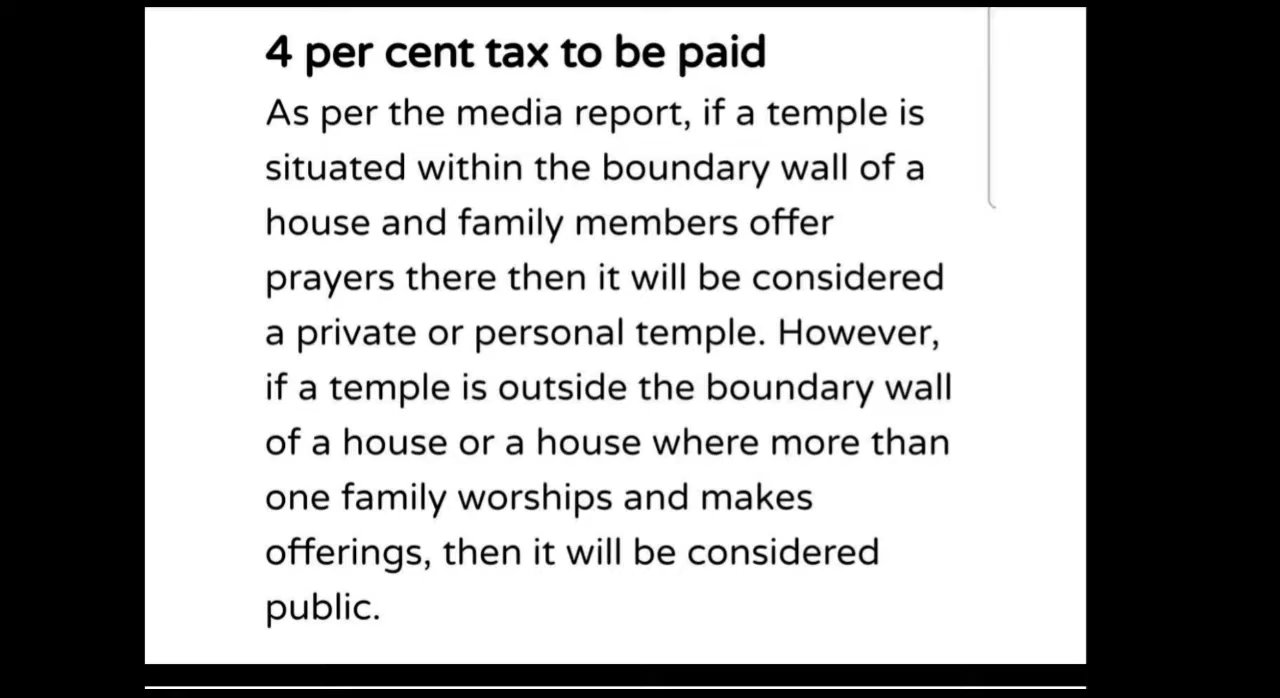 4 per cent tax to be paid
As per the media report, if a temple is
situated within the boundary wall of a
house and family members offer
prayers there then it will be considered
a private or personal temple. However,
if a temple is outside the boundary wall
of a house or a house where more than
one family worships and makes
offerings, then it will be considered
public.